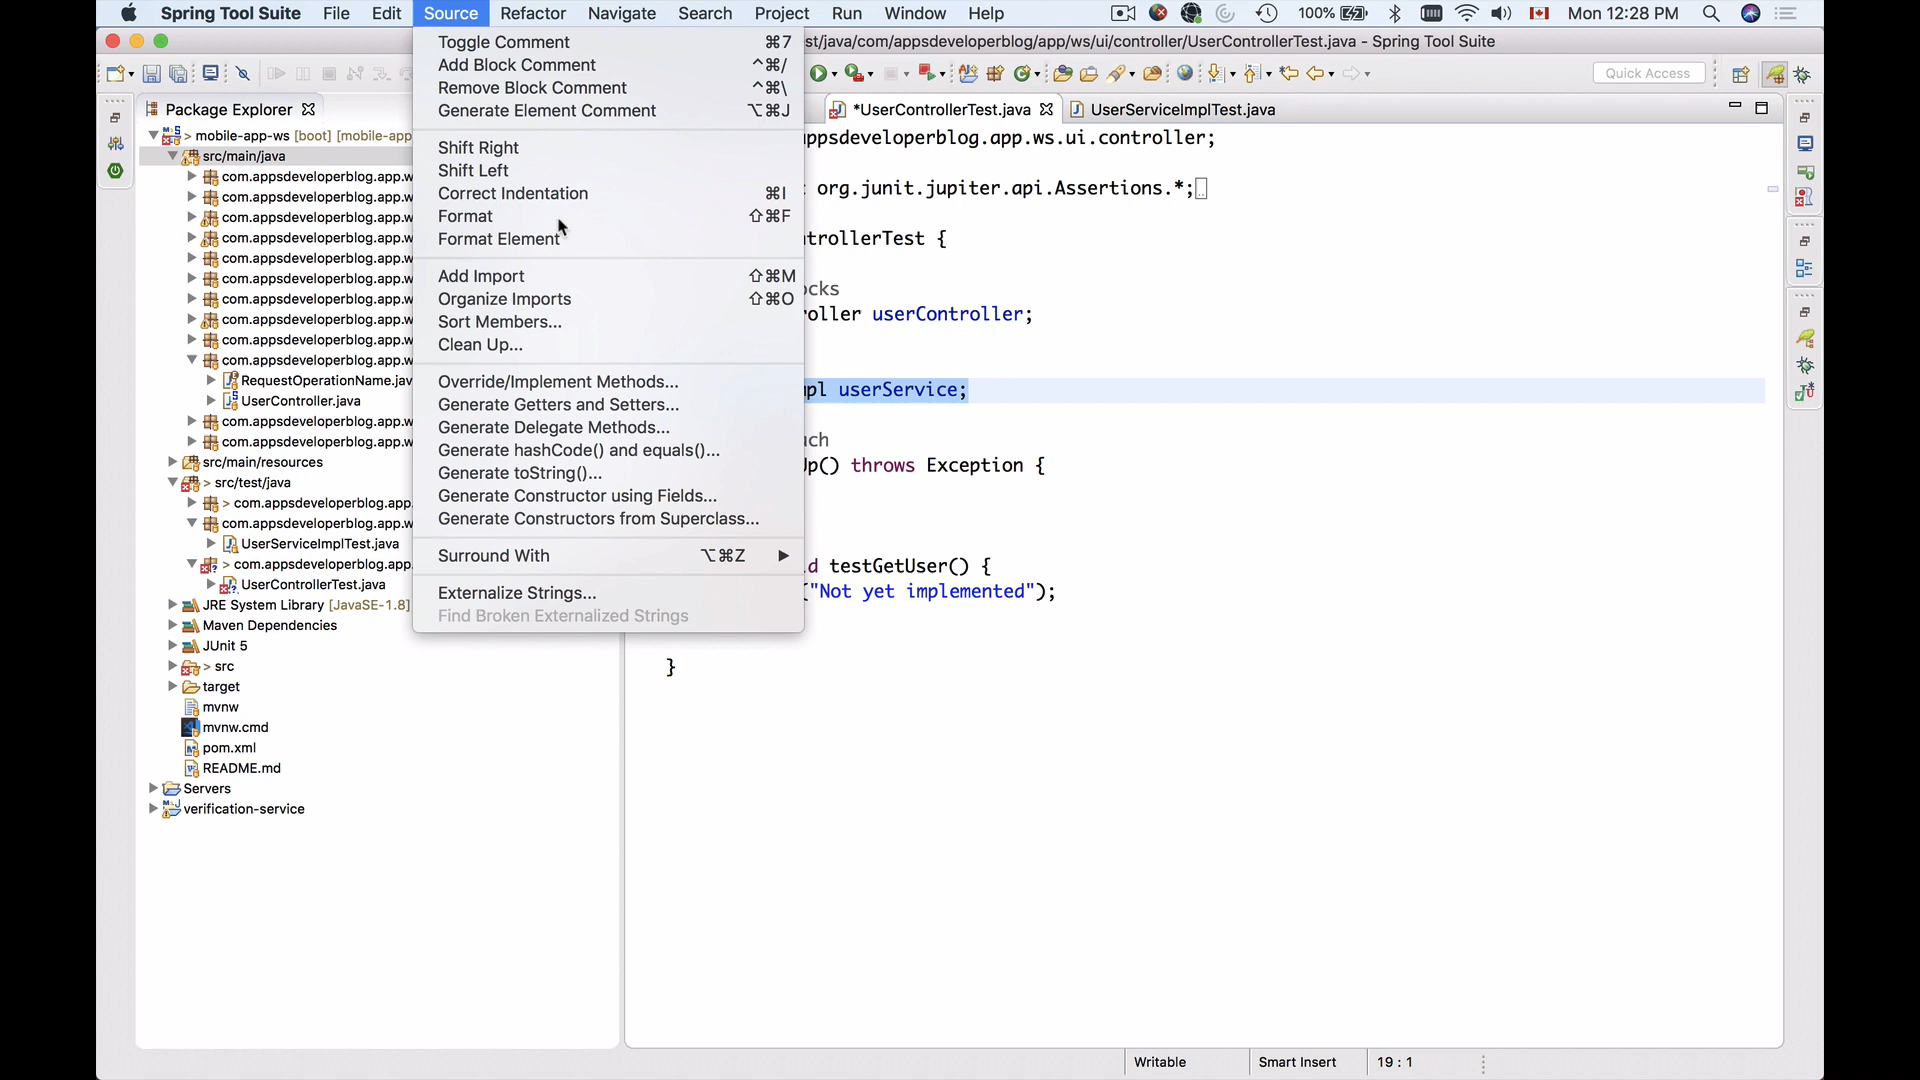 Spring Tool Suite File Edit Source Refactor Navigate Search Project Run Window Help 100% Mon 12:28 PM
st/java/com/appsdeveloperblog/app/ws/ui/controller/UserControllerTest.java - Spring Tool Suite
Quick Access
Package Explorer
> mobile-app-ws [boot] [mobile-app
src/main/java
com.appsdeveloperblog.app.w
com.appsdeveloperblog.app.w
com.appsdeveloperblog.app.w
com.appsdeveloperblog.app.w
com.appsdeveloperblog.app.w
com.appsdeveloperblog.app.w
com.appsdeveloperblog.app.w
com.appsdeveloperblog.app.w
com.appsdeveloperblog.app.w
com.appsdeveloperblog.app.w
RequestOperationName.jav
UserController.java
com.appsdeveloperblog.app.w
com.appsdeveloperblog.app.w
src/main/resources
> src/test/java
> com.appsdeveloperblog.app.
com.appsdeveloperblog.app.w
UserServiceImplTest.java
> com.appsdeveloperblog.app.
UserControllerTest.java
JRE System Library [JavaSE-1.8]
Maven Dependencies
JUnit 5
> src
target
mvnw
mvnw.cmd
pom.xml
README.md
Servers
verification-service
Toggle Comment ⌘7
Add Block Comment ^⌘/
Remove Block Comment ^⌘\
Generate Element Comment ⌥⌘J
Shift Right
Shift Left
Correct Indentation ⌘I
Format ⇧⌘F
Format Element
Add Import ⇧⌘M
Organize Imports ⇧⌘O
Sort Members...
Clean Up...
Override/Implement Methods...
Generate Getters and Setters...
Generate Delegate Methods...
Generate hashCode() and equals()...
Generate toString()...
Generate Constructor using Fields...
Generate Constructors from Superclass...
Surround With ⌥⌘Z
Externalize Strings...
Find Broken Externalized Strings
*UserControllerTest.java UserServiceImplTest.java
ppsdeveloperblog.app.ws.ui.controller;
org.junit.jupiter.api.Assertions.*;
trollerTest {
ocks
oller userController;
mpl userService;
ach
Up() throws Exception {
d testGetUser() {
("Not yet implemented");
}
Writable Smart Insert 19 : 1